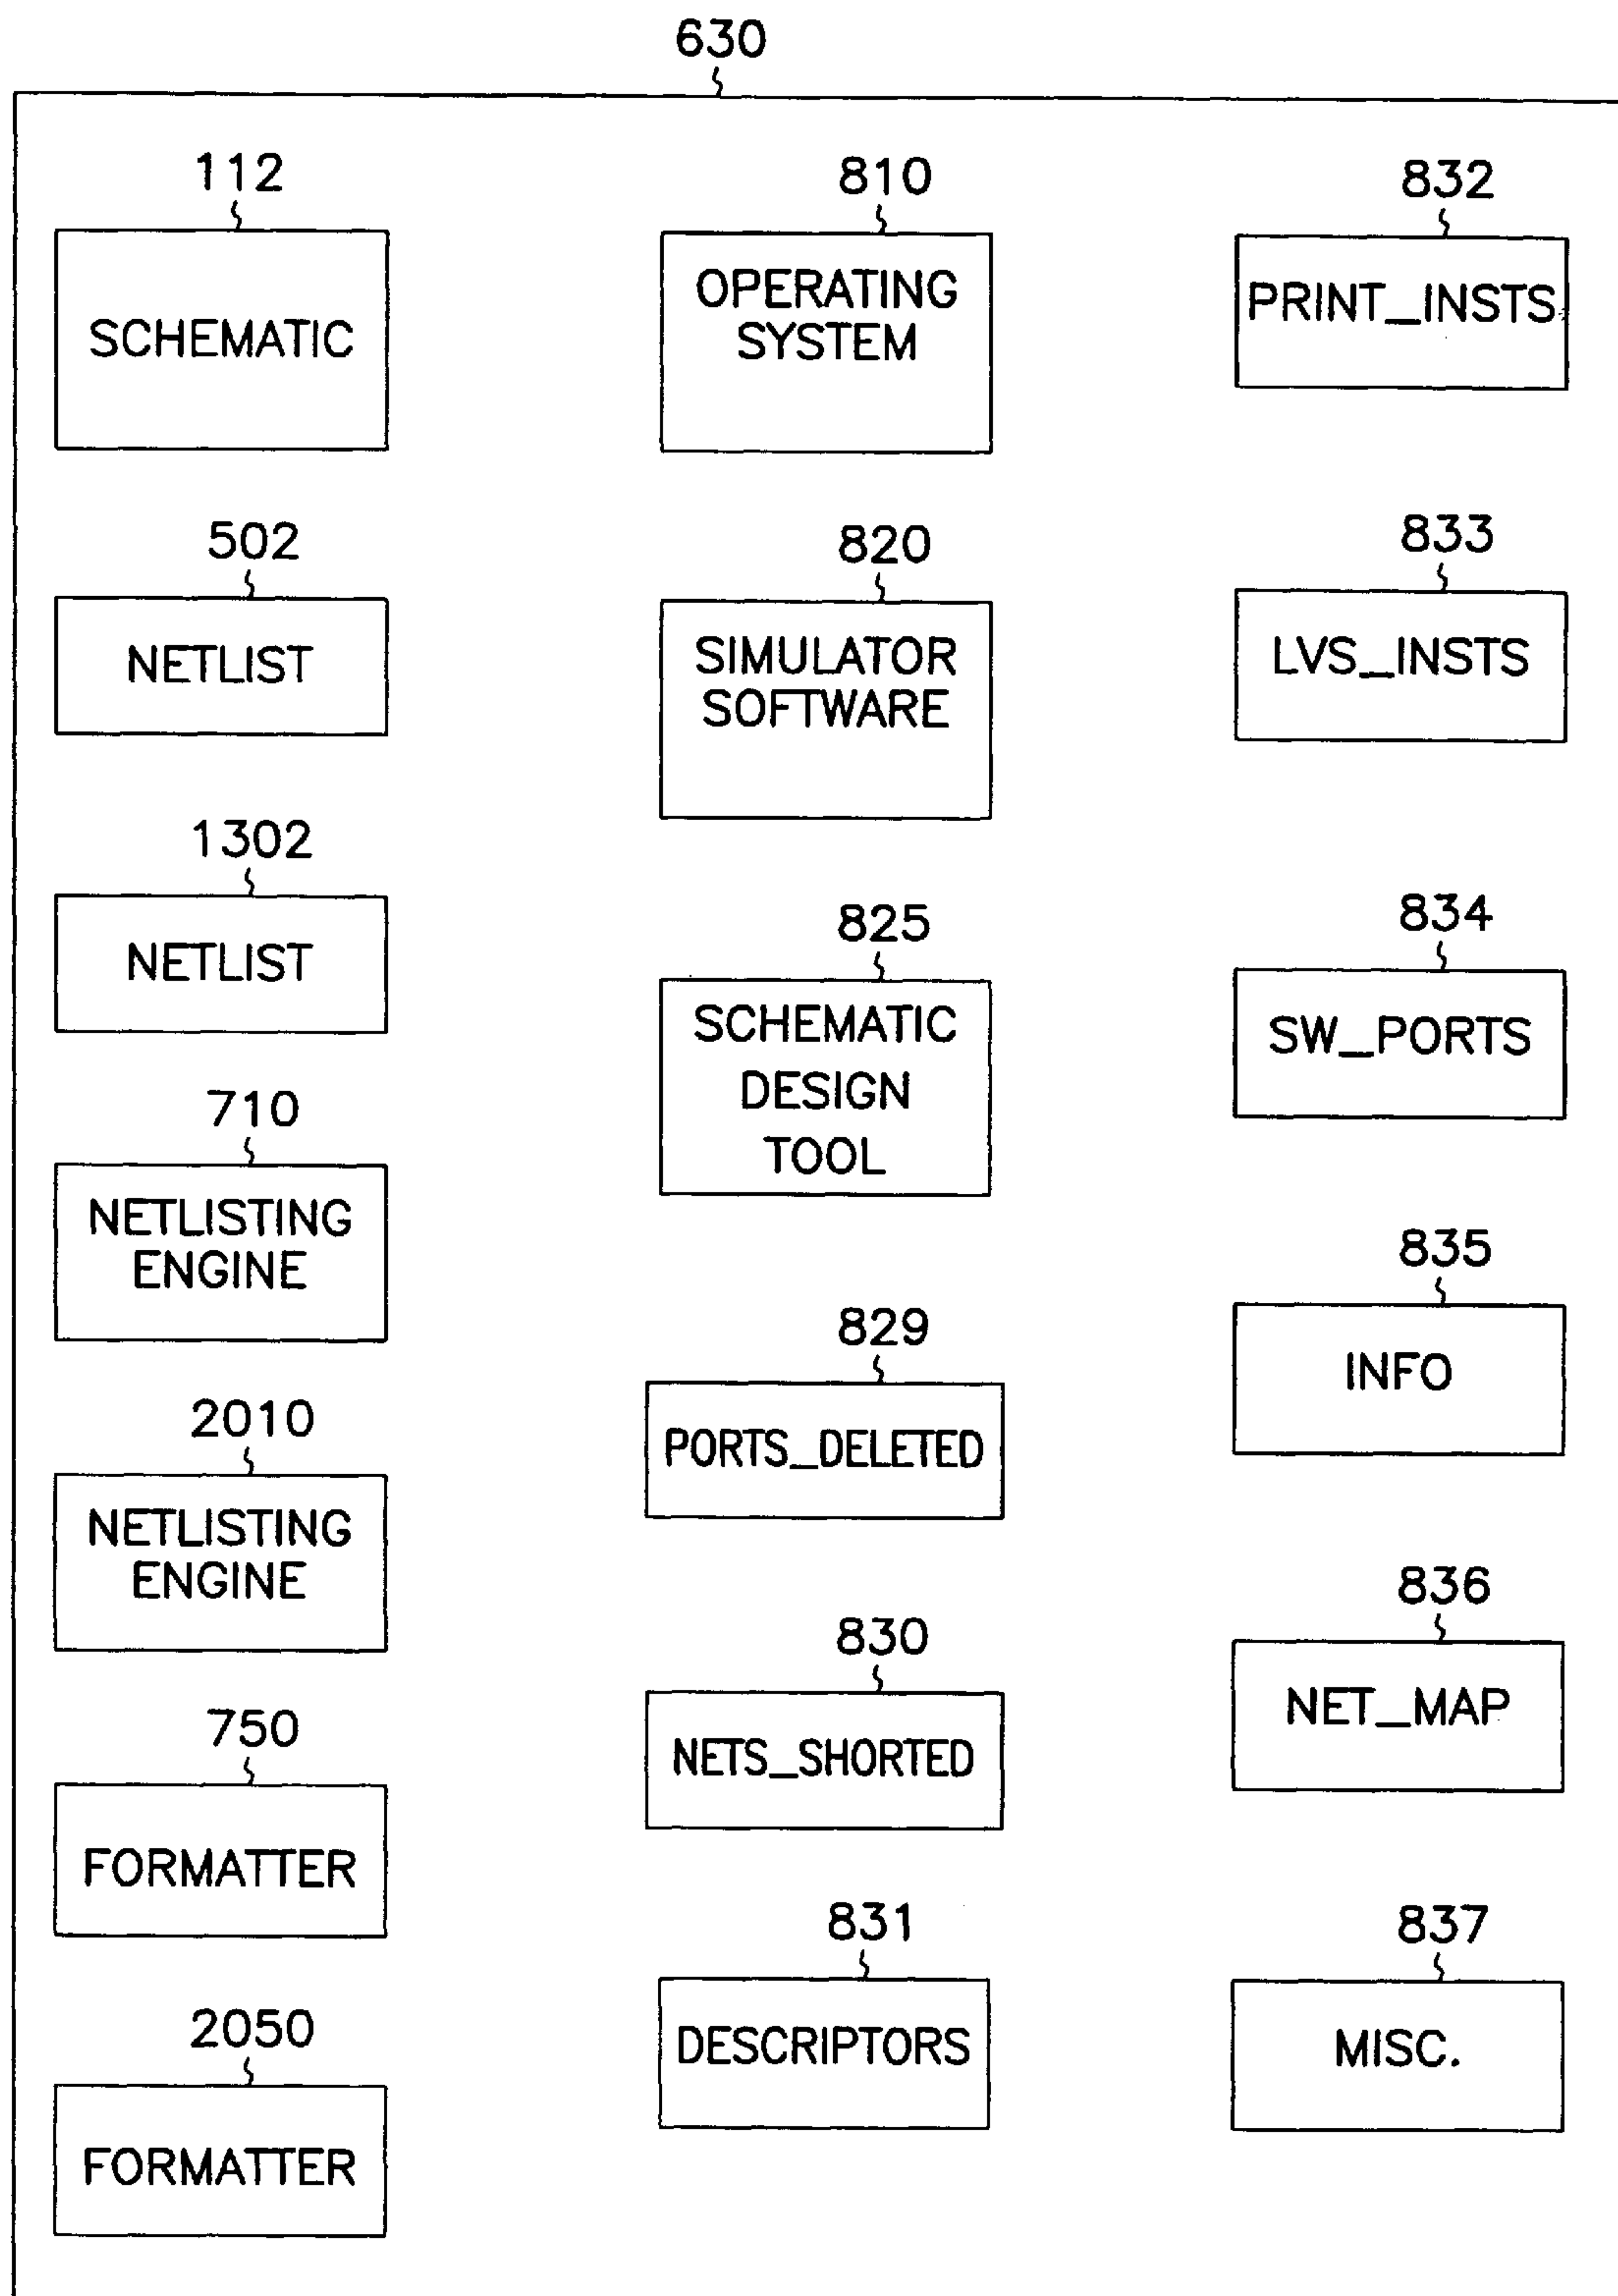 630
112
SCHEMATIC
502
NETLIST
1302
NETLIST
710
NETLISTING
ENGINE
2010
NETLISTING
ENGINE
750
FORMATTER
2050
FORMATTER
810
OPERATING
SYSTEM
820
SIMULATOR
SOFTWARE
825
SCHEMATIC
DESIGN
TOOL
829
PORTS_DELETED
830
NETS_SHORTED
831
DESCRIPTORS
832
PRINT_INSTS
833
LVS_INSTS
834
SW_PORTS
835
INFO
836
NET_MAP
837
MISC.